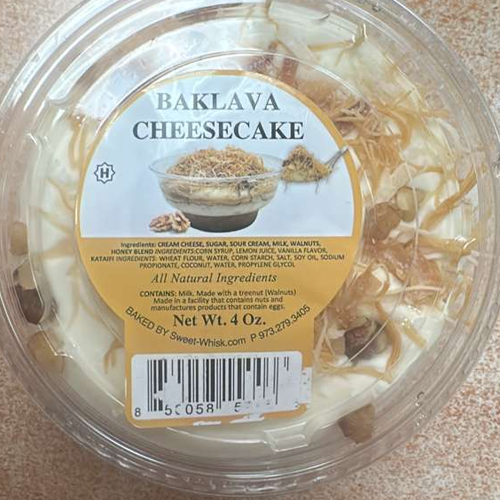 BAKLAVA
CHEESECAKE
H
Ingredients: CREAM CHEESE, SUGAR, SOUR CREAM, MILK, WALNUTS,
HONEY BLEND INGREDIENTS:CORN SYRUP, LEMON JUICE, VANILLA FLAVOR,
KATAIFI INGREDIENTS: WHEAT FLOUR, WATER, CORN STARCH, SALT, SOY OIL, SODIUM
PROPIONATE, COCONUT, WATER, PROPYLENE GLYCOL
All Natural Ingredients
CONTAINS: Milk. Made with a treenut (Walnuts)
Made in a facility that contains nuts and
manufactures products that contain eggs.
Net Wt. 4 Oz.
BAKED BY Sweet-Whisk.com P 973.279.3405
8